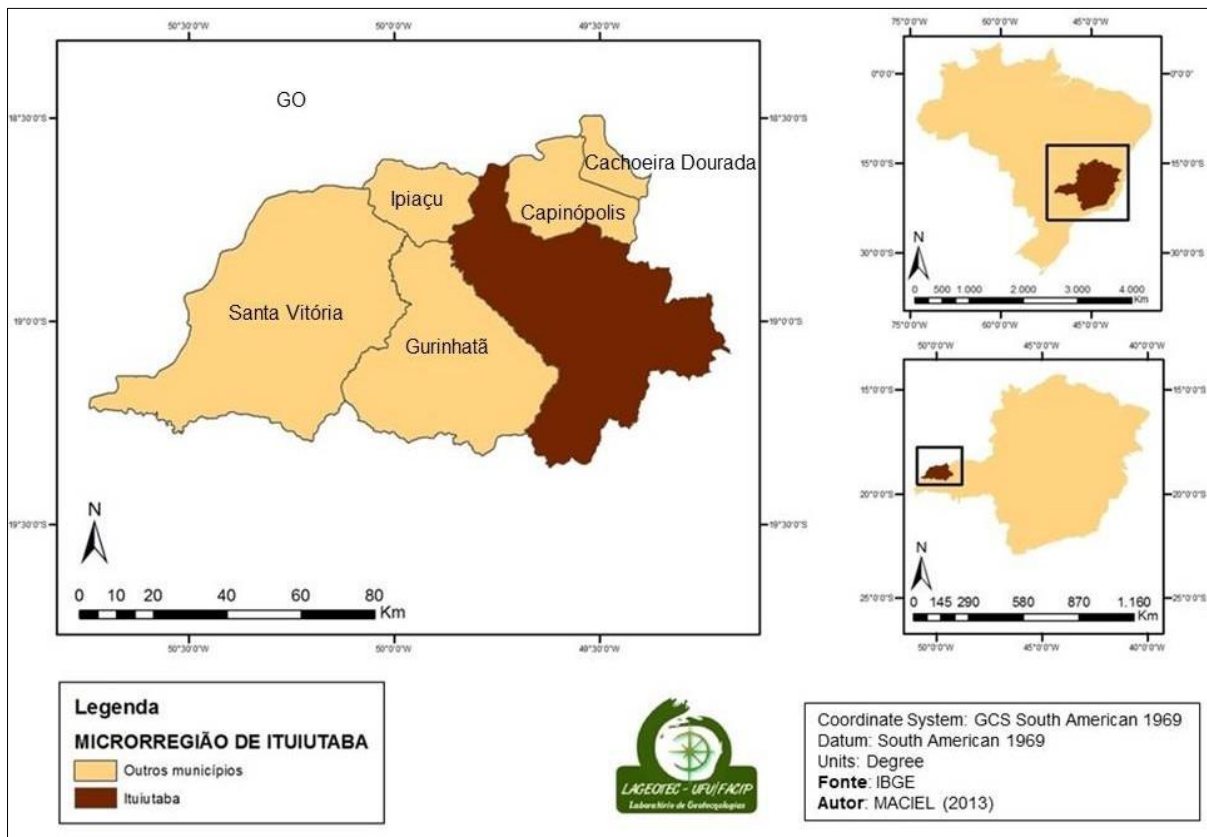 50°30'0"W 50°0'0"W 49°30'0"W
GO
18°30'0"S 18°30'0"S
Cachoeira Dourada
Ipiaçu
Capinópolis
Santa Vitória
19°0'0"S 19°0'0"S
Gurinhatã
N
19°30'0"S 19°30'0"S
0 10 20 40 60 80
Km
50°30'0"W 50°0'0"W 49°30'0"W
75°0'0"W 60°0'0"W 45°0'0"W
0°0'0" 0°0'0"
15°0'0"S 15°0'0"S
30°0'0"S 30°0'0"S
N
0 500 1.000 2.000 3.000 4.000
Km
75°0'0"W 60°0'0"W 45°0'0"W
50°0'0"W 45°0'0"W 40°0'0"W
15°0'0"S 15°0'0"S
20°0'0"S 20°0'0"S
N
25°0'0"S 25°0'0"S
0 145 290 580 870 1.160
Km
50°0'0"W 45°0'0"W 40°0'0"W
Legenda
MICRORREGIÃO DE ITUIUTABA
Outros municípios
Ituiutaba
LAGEOTEC - UFU/FACIP
Laboratório de Geotecnologias
Coordinate System: GCS South American 1969
Datum: South American 1969
Units: Degree
Fonte: IBGE
Autor: MACIEL (2013)